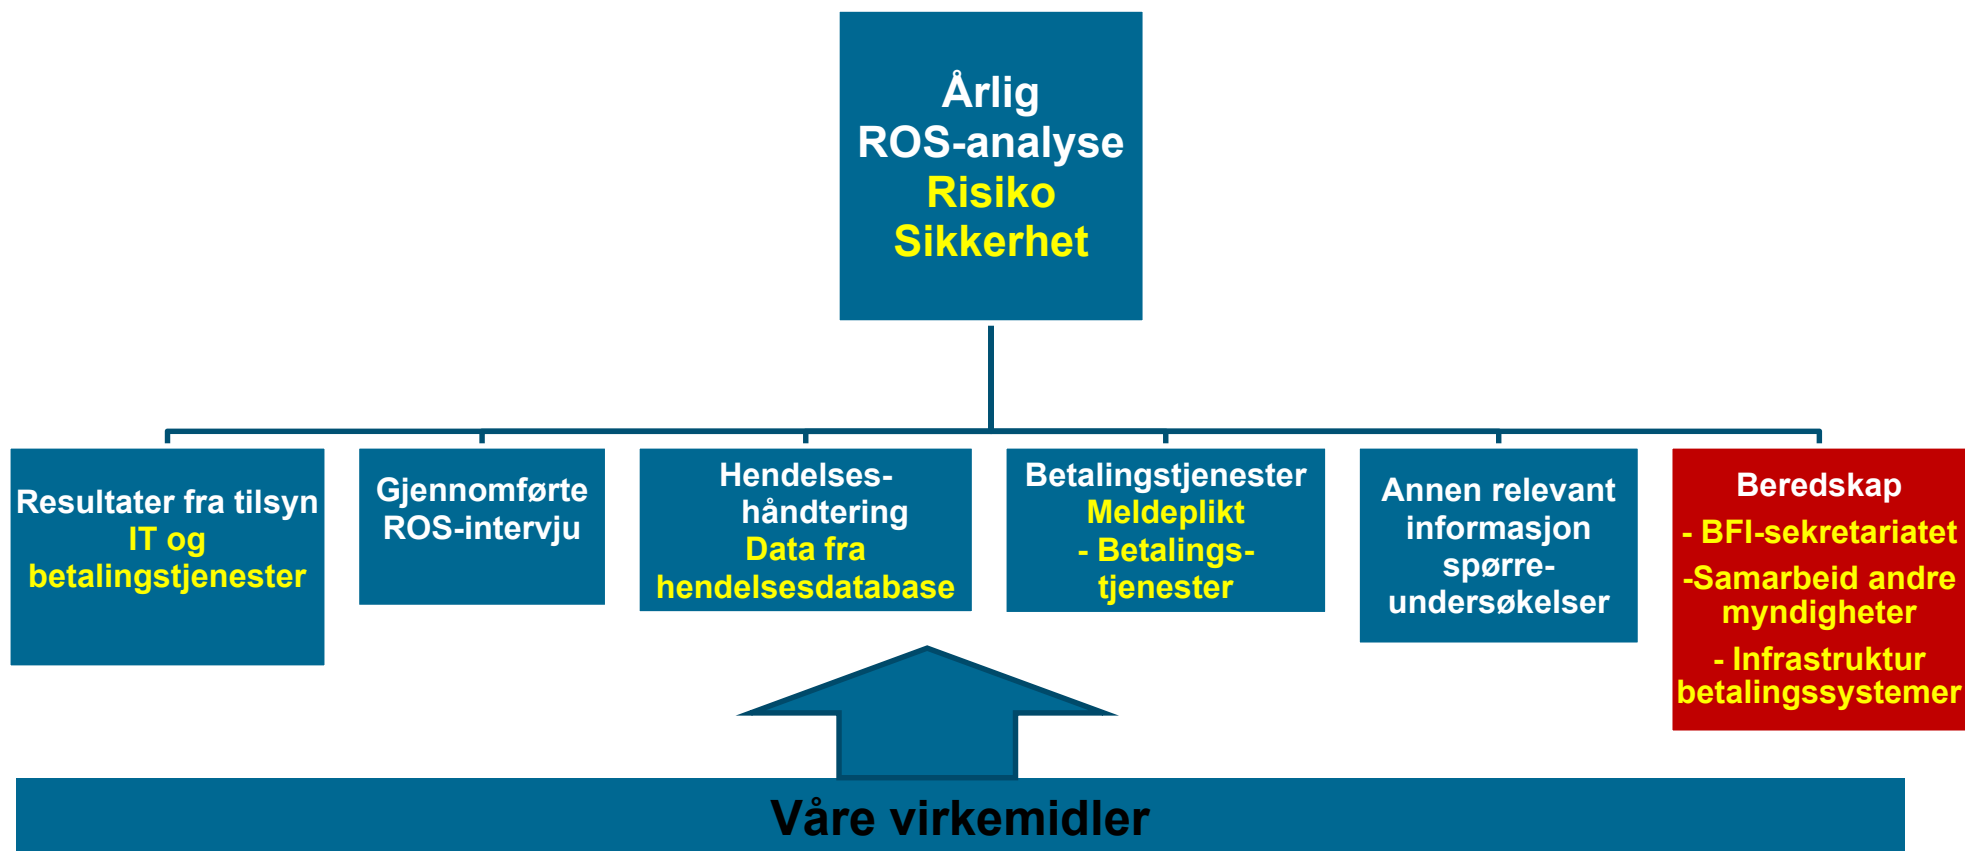 Årlig
ROS-analyse
Risiko
Sikkerhet
Resultater fra tilsyn
IT og
betalingstjenester
Gjennomførte
ROS-intervju
Hendelses-
håndtering
Data fra
hendelsesdatabase
Betalingstjenester
Meldeplikt
- Betalings-
tjenester
Annen relevant
informasjon
spørre-
undersøkelser
Beredskap
- BFI-sekretariatet
-Samarbeid andre
myndigheter
- Infrastruktur
betalingssystemer
Våre virkemidler